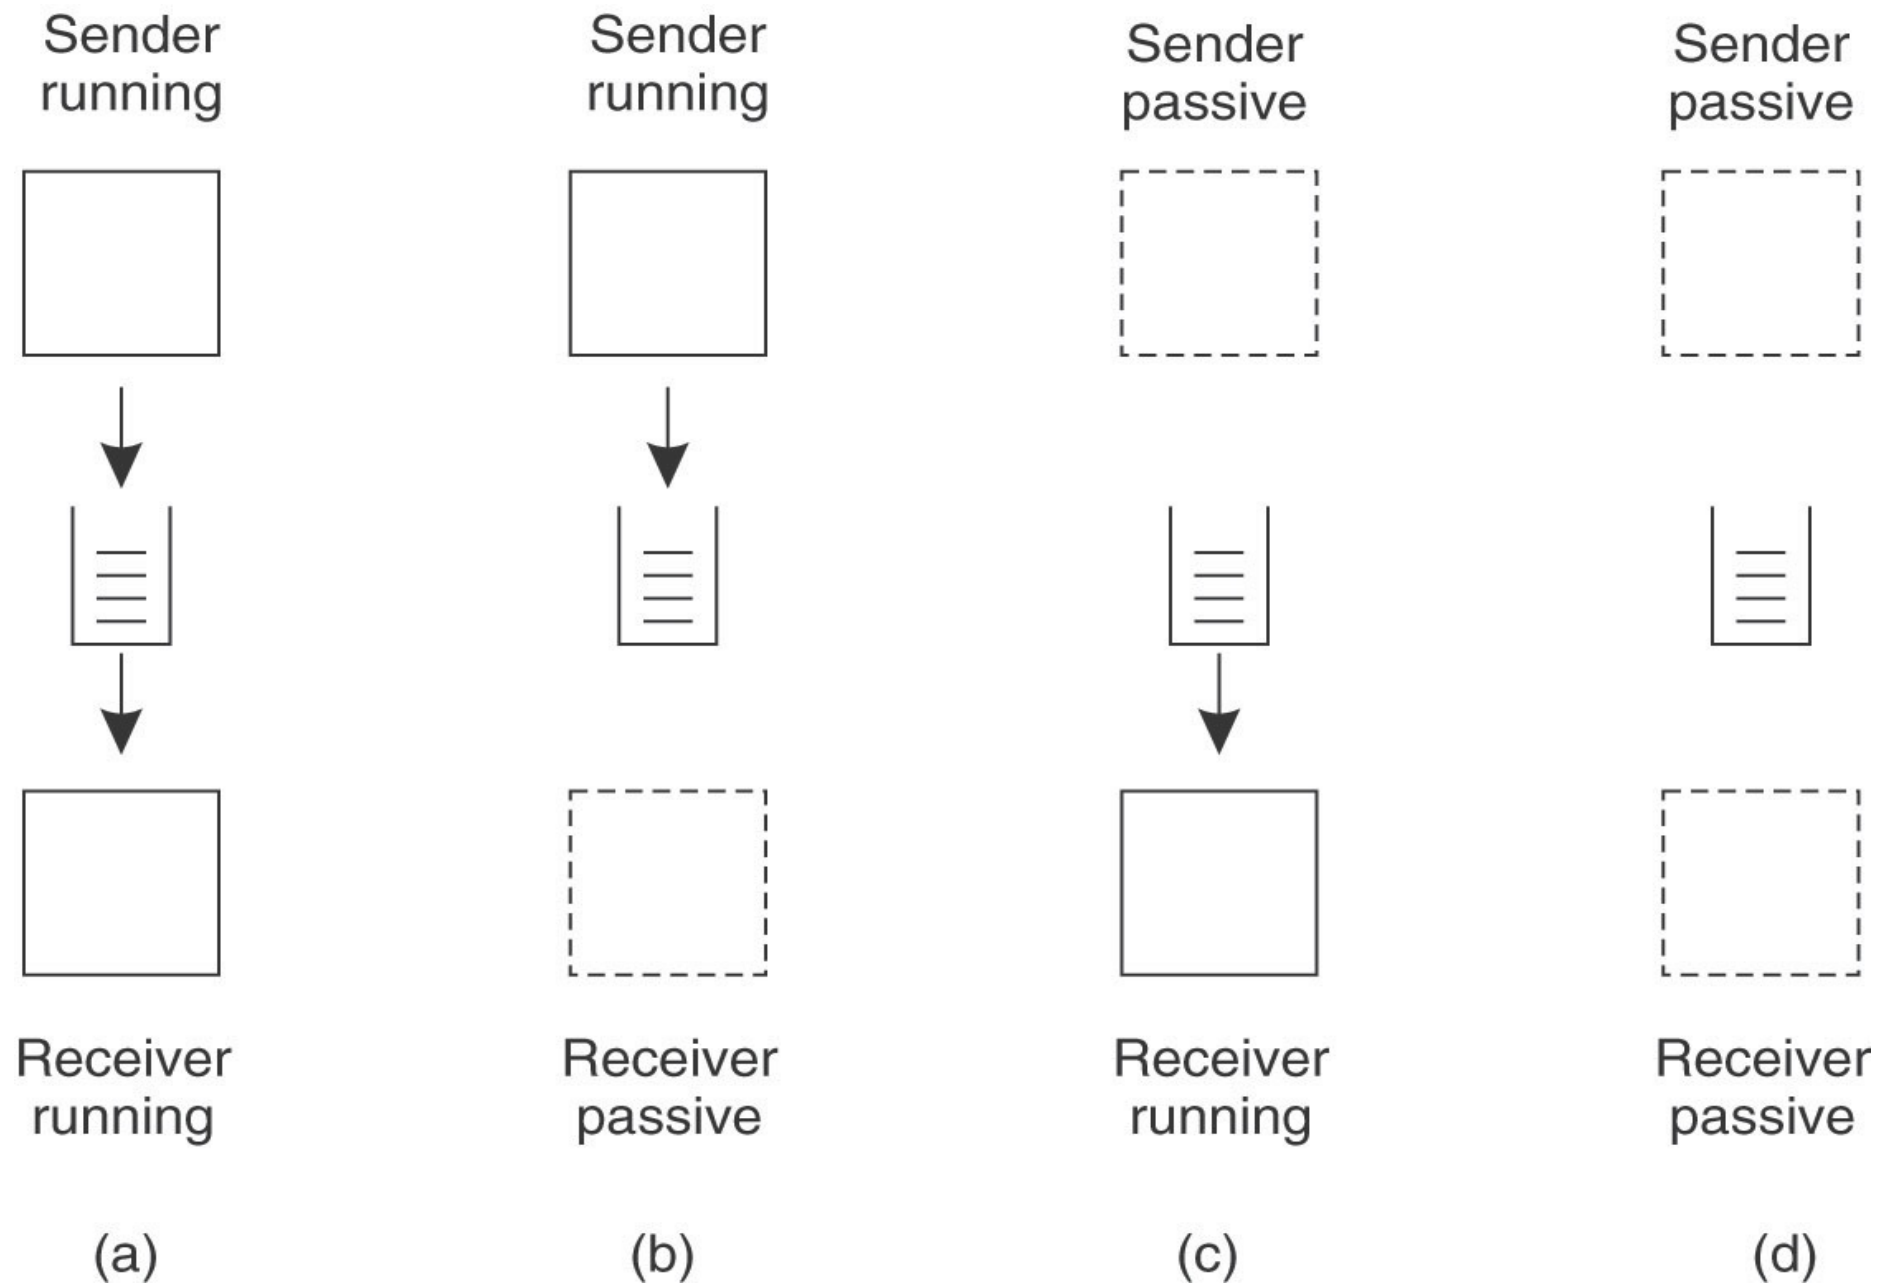 Sender
running
Sender
running
Sender
passive
Sender
passive
Receiver
running
Receiver
passive
Receiver
running
Receiver
passive
(a)
(b)
(c)
(d)